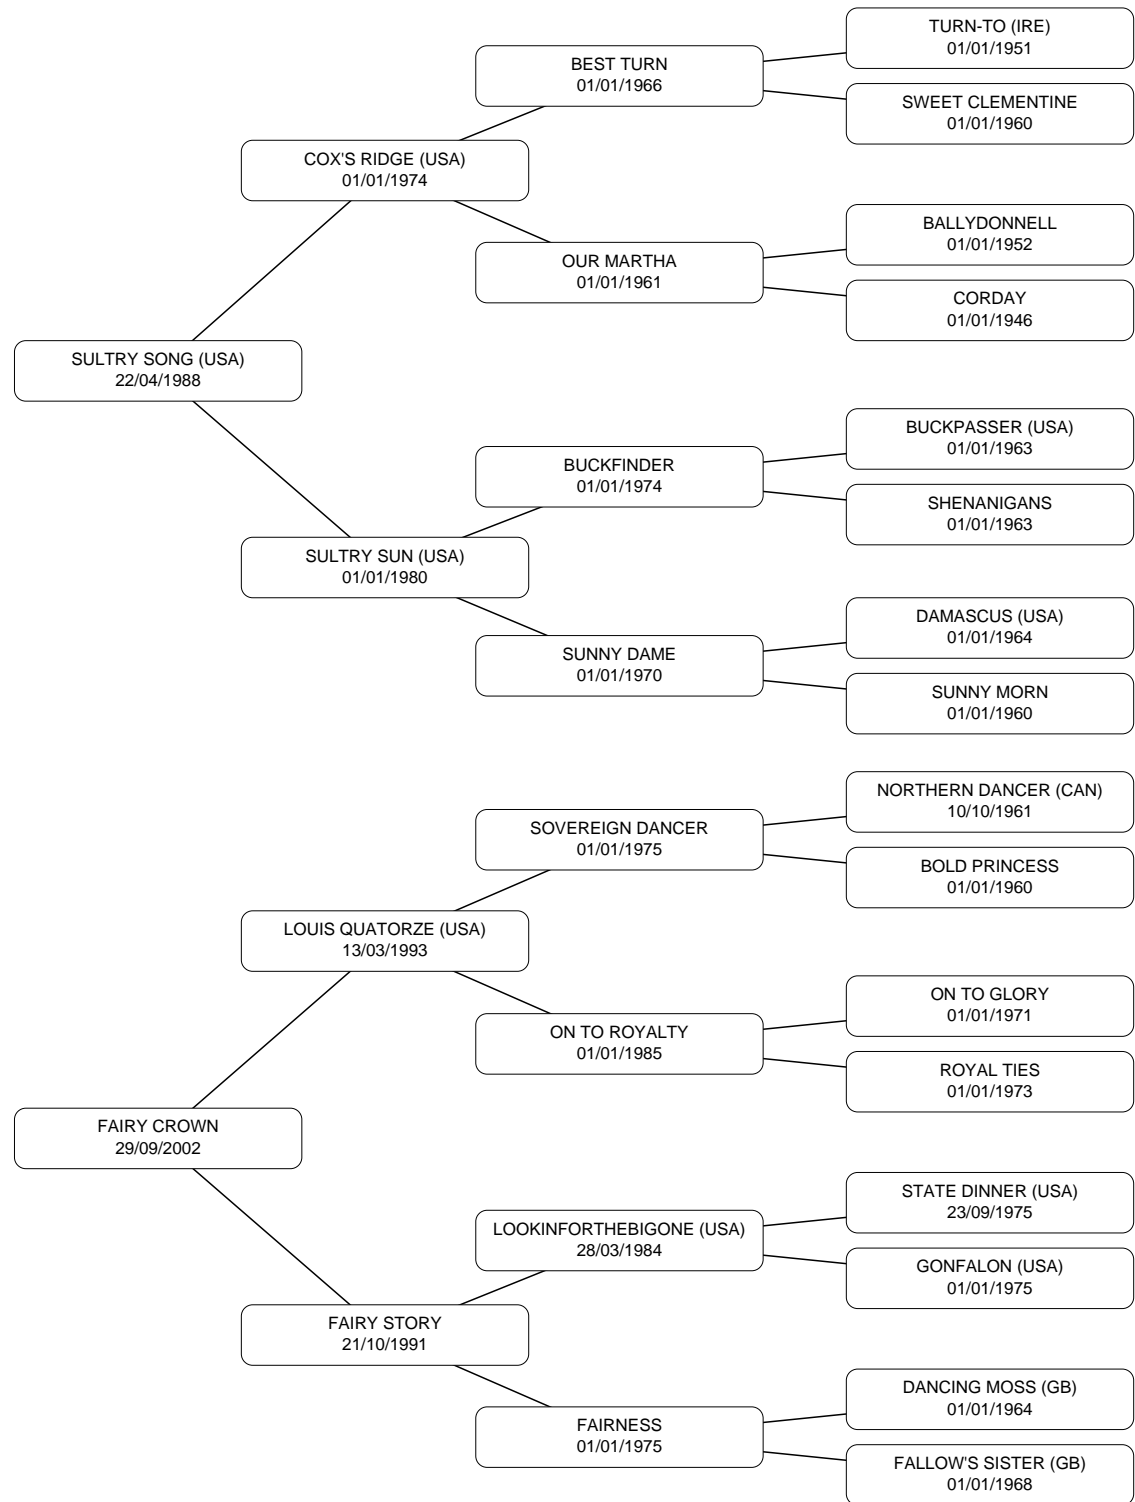 TURN-TO (IRE)
01/01/1951
BEST TURN
01/01/1966
SWEET CLEMENTINE
01/01/1960
COX'S RIDGE (USA)
01/01/1974
BALLYDONNELL
01/01/1952
OUR MARTHA
01/01/1961
CORDAY
01/01/1946
SULTRY SONG (USA)
22/04/1988
BUCKPASSER (USA)
01/01/1963
BUCKFINDER
01/01/1974
SHENANIGANS
01/01/1963
SULTRY SUN (USA)
01/01/1980
DAMASCUS (USA)
01/01/1964
SUNNY DAME
01/01/1970
SUNNY MORN
01/01/1960
NORTHERN DANCER (CAN)
10/10/1961
SOVEREIGN DANCER
01/01/1975
BOLD PRINCESS
01/01/1960
LOUIS QUATORZE (USA)
13/03/1993
ON TO GLORY
01/01/1971
ON TO ROYALTY
01/01/1985
ROYAL TIES
01/01/1973
FAIRY CROWN
29/09/2002
STATE DINNER (USA)
23/09/1975
LOOKINFORTHEBIGONE (USA)
28/03/1984
GONFALON (USA)
01/01/1975
FAIRY STORY
21/10/1991
DANCING MOSS (GB)
01/01/1964
FAIRNESS
01/01/1975
FALLOW'S SISTER (GB)
01/01/1968